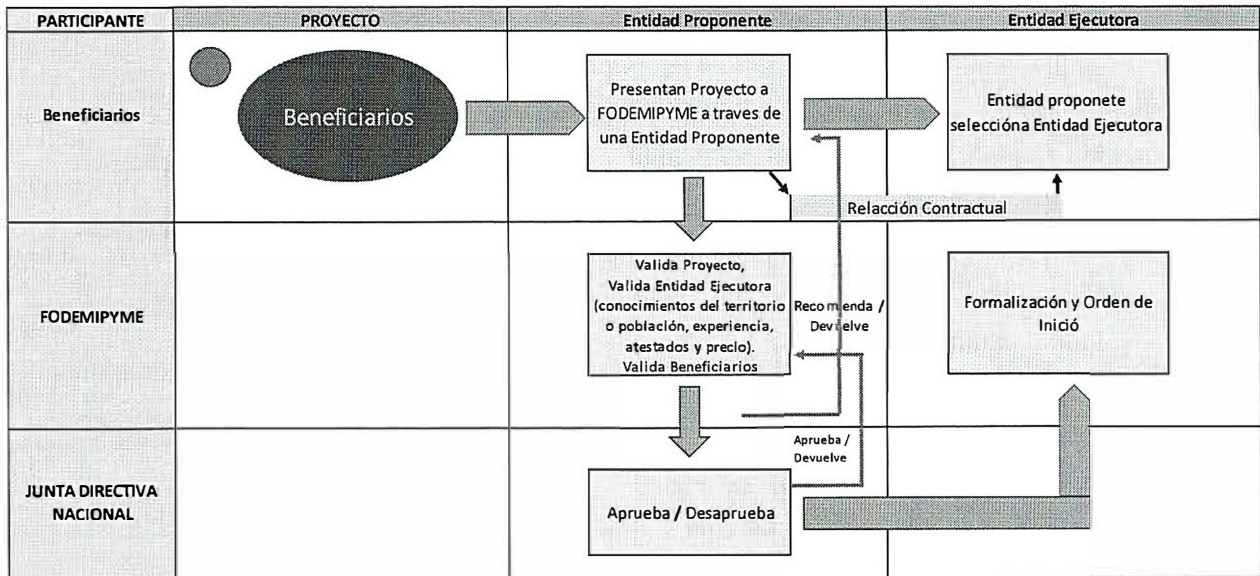 PARTICIPANTE
PROYECTO
Entidad Proponente
Entidad Ejecutora
Beneficiarios
Beneficiarios
Presentan Proyecto a
FODEMIPYME a traves de
una Entidad Proponente
Entidad proponete
selecciona Entidad Ejecutora
Relacción Contractual
FODEMIPYME
Valida Proyecto,
Valida Entidad Ejecutora
(conocimientos del territorio
o población, experiencia,
atestados y precio).
Valida Beneficiarios
Recomienda /
Devuelve
Formalización y Orden de
Inició
JUNTA DIRECTIVA
NACIONAL
Aprueba /
Devuelve
Aprueba / Desaprueba